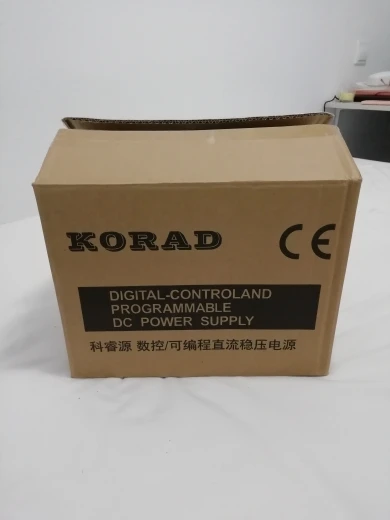 KORAD CE
DIGITAL-CONTROLAND
PROGRAMMABLE
DC POWER SUPPLY
科睿源 数控/可编程直流稳压电源